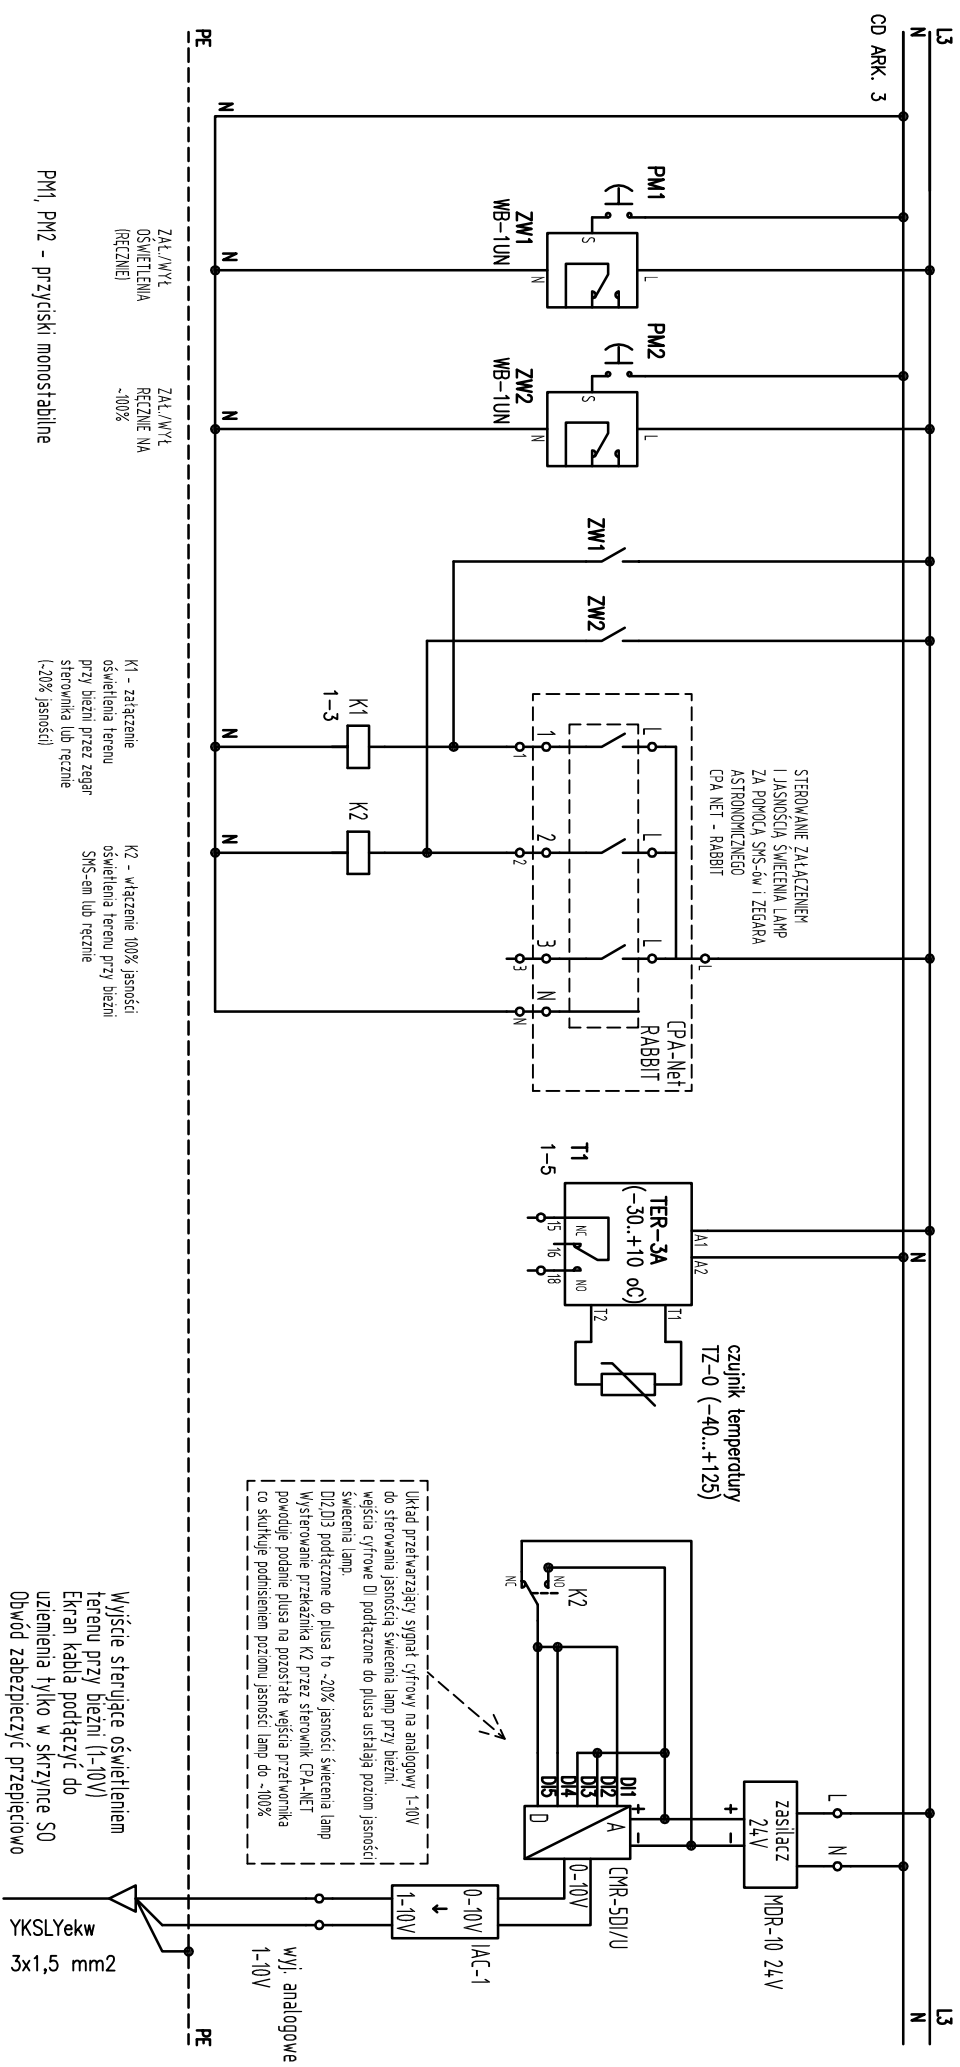 L3
N
CD ARK. 3
PE
N
PM1
S
L
N
ZW1
WB-1UN
N
ZAŁ./WYŁ
OŚWIETLENIA
(RĘCZNIE)
PM1, PM2 - przyciski monostabilne
PM2
S
L
N
ZW2
WB-1UN
N
ZAŁ./WYŁ
RĘCZNIE NA
~100%
ZW1
ZW2
STEROWANIE ZAŁĄCZENIEM
I JASNOŚCIĄ ŚWIECENIA LAMP
ZA POMOCĄ SMS-ów i ZEGARA
ASTRONOMICZNEGO
CPA NET - RABBIT
L
L
L
L
1
2
3
N
1
2
3
N
CPA-Net
RABBIT
K1
1-3
K2
N
N
K1 - załączenie
oświetlenia terenu
przy bieżni przez zegar
sterownika lub ręcznie
(~20% jasności)
K2 - włączenie 100% jasności
oświetlenia terenu przy bieżni
SMS-em lub ręcznie
N
T1
1-5
A1
A2
TER-3A
(-30..+10 oC)
NC
NO
15
16
18
T1
T2
czujnik temperatury
TZ-0 (-40...+125)
L
N
zasilacz
24V
+
-
MDR-10 24V
K2
NO
NC
+
-
DI1
DI2
DI3
DI4
DI5
A
D
CMR-5DI/U
0-10V
0-10V
1-10V
IAC-1
wyj. analogowe
1-10V
Układ przetwarzający sygnał cyfrowy na analogowy 1-10V
do sterowania jasnością świecenia lamp przy bieżni.
wejścia cyfrowe DI podłączone do plusa ustalają poziom jasności
świecenia lamp.
DI2,DI3 podłączone do plusa to ~20% jasności świecenia lamp
Wysterowanie przekaźnika K2 przez sterownik CPA-NET
powoduje podanie plusa na pozostałe wejścia przetwornika
co skutkuje podnisieniem poziomu jasności lamp do ~100%
Wyjście sterujące oświetleniem
terenu przy bieżni (1-10V)
Ekran kabla podłączyć do
uziemienia tylko w skrzynce SO
Obwód zabezpieczyć przepięciowo
YKSLYekw
3x1,5 mm2
L3
N
PE